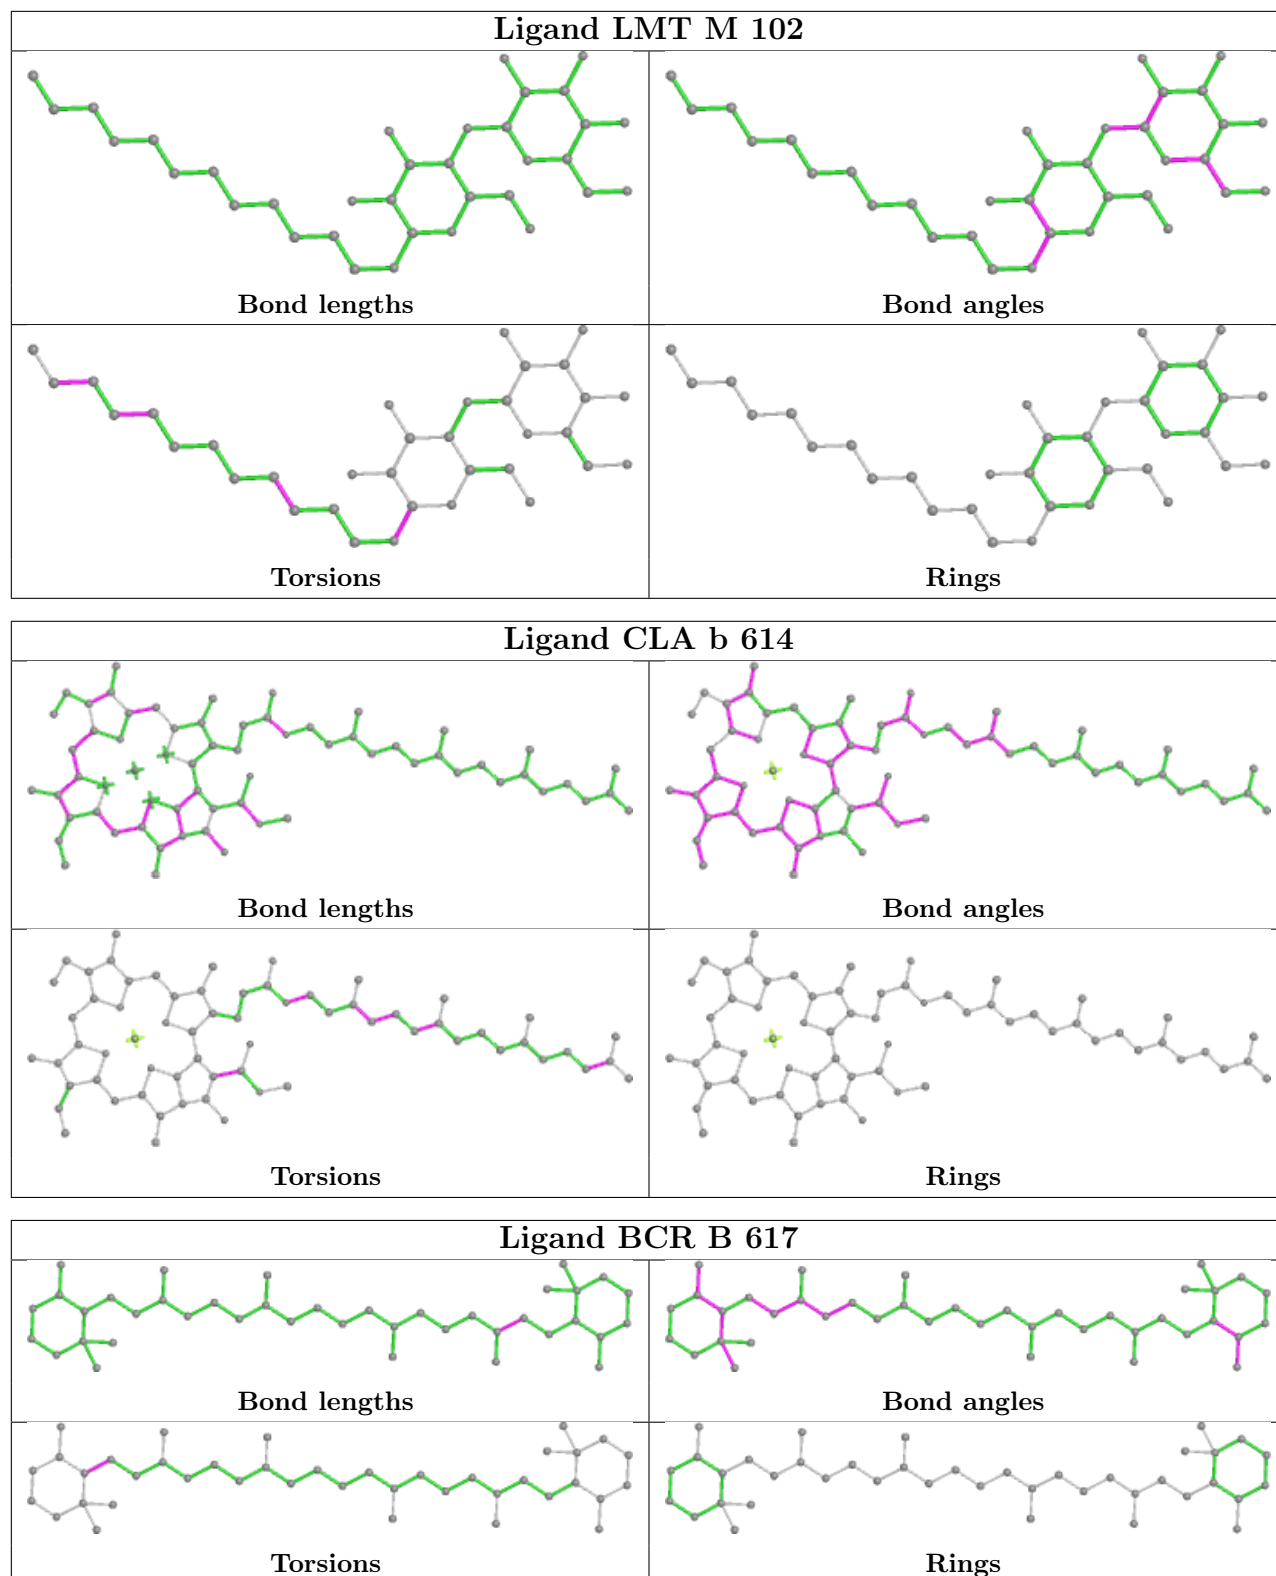 Ligand LMT M 102
Bond lengths
Bond angles
Torsions
Rings
Ligand CLA b 614
Bond lengths
Bond angles
Torsions
Rings
Ligand BCR B 617
Bond lengths
Bond angles
Torsions
Rings